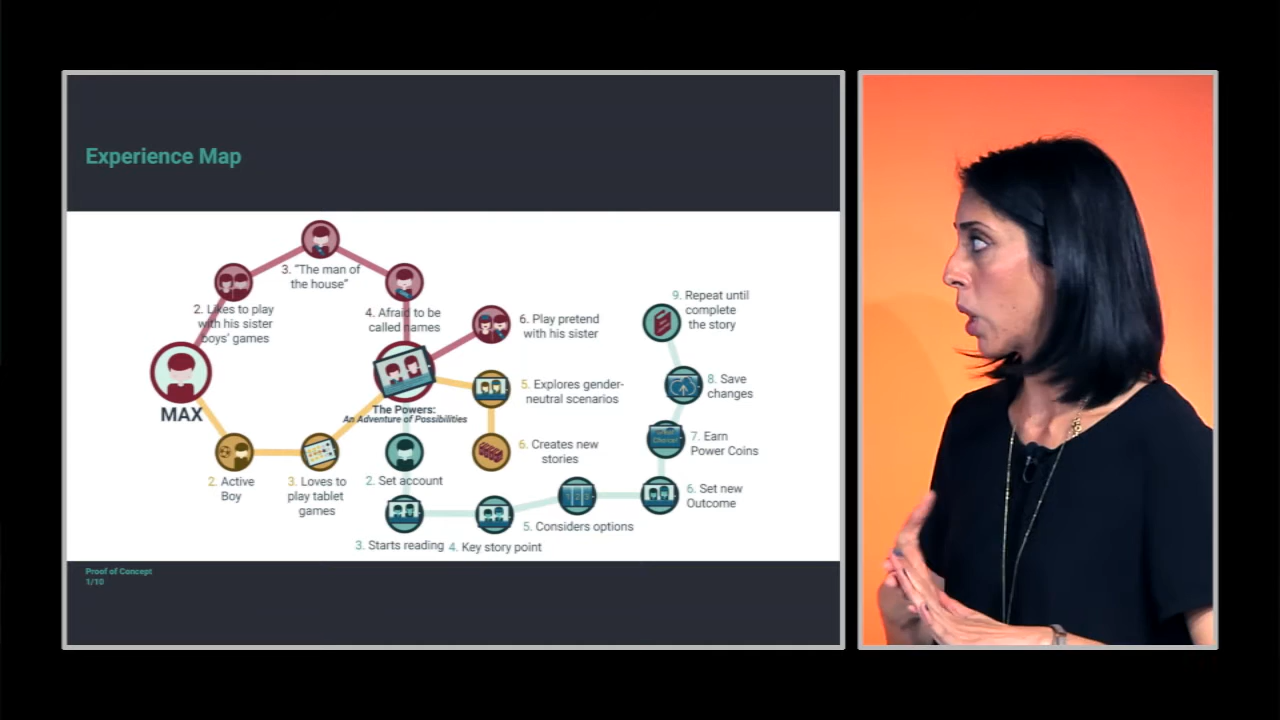 Experience Map
3. “The man of
the house”
2. Likes to play
with his sister
boys’ games
4. Afraid to be
called names
6. Play pretend
with his sister
9. Repeat until
complete
the story
MAX
The Powers:
An Adventure of Possibilities
5. Explores gender-
neutral scenarios
8. Save
changes
2. Active
Boy
3. Loves to
play tablet
games
2. Set account
6. Creates new
stories
7. Earn
Power Coins
3. Starts reading
4. Key story point
5. Considers options
1 2 3
6. Set new
Outcome
Proof of Concept
1/10